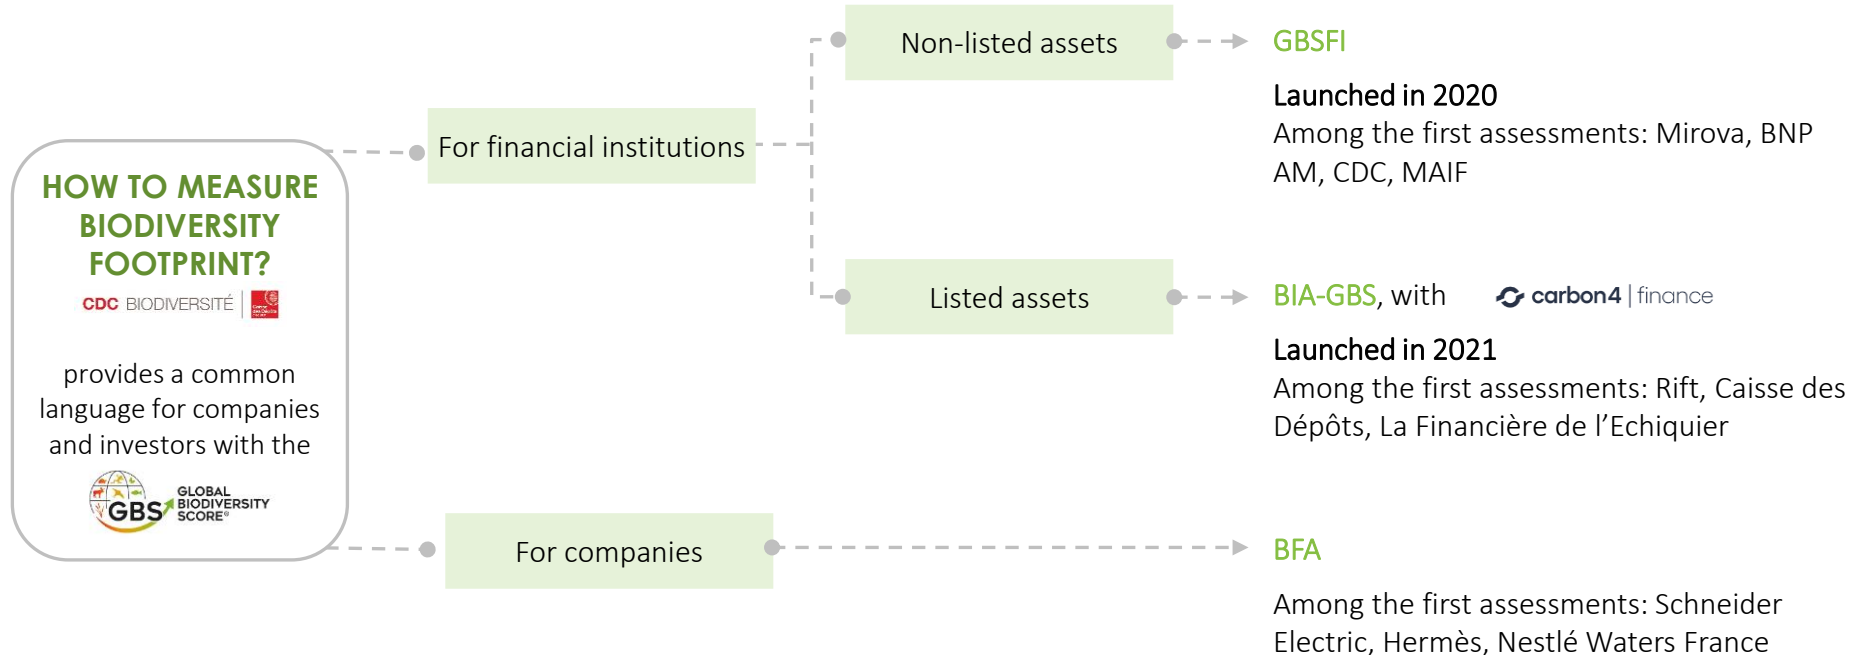 HOW TO MEASURE
BIODIVERSITY
FOOTPRINT?
CDC BIODIVERSITÉ
provides a common
language for companies
and investors with the
GBS
GLOBAL
BIODIVERSITY
SCORE®
For financial institutions
Non-listed assets
GBSFI
Launched in 2020
Among the first assessments: Mirova, BNP
AM, CDC, MAIF
Listed assets
BIA-GBS, with carbon4 | finance
Launched in 2021
Among the first assessments: Rift, Caisse des
Dépôts, La Financière de l’Echiquier
For companies
BFA
Among the first assessments: Schneider
Electric, Hermès, Nestlé Waters France